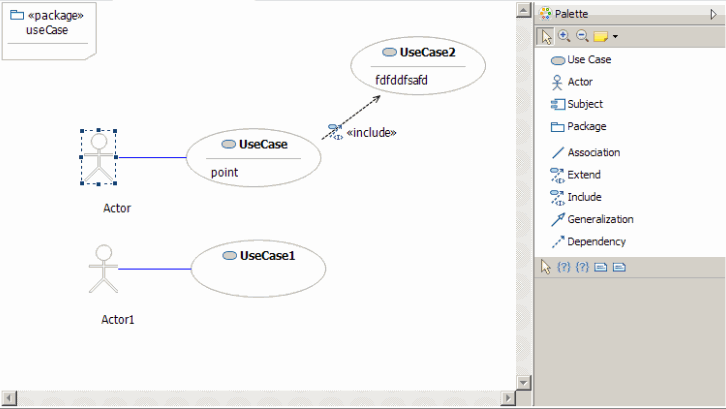 «package»
useCase
UseCase2
fdfddfsafd
«include»
UseCase
point
Actor
UseCase1
Actor1
Palette
Use Case
Actor
Subject
Package
Association
Extend
Include
Generalization
Dependency
{?} {?}